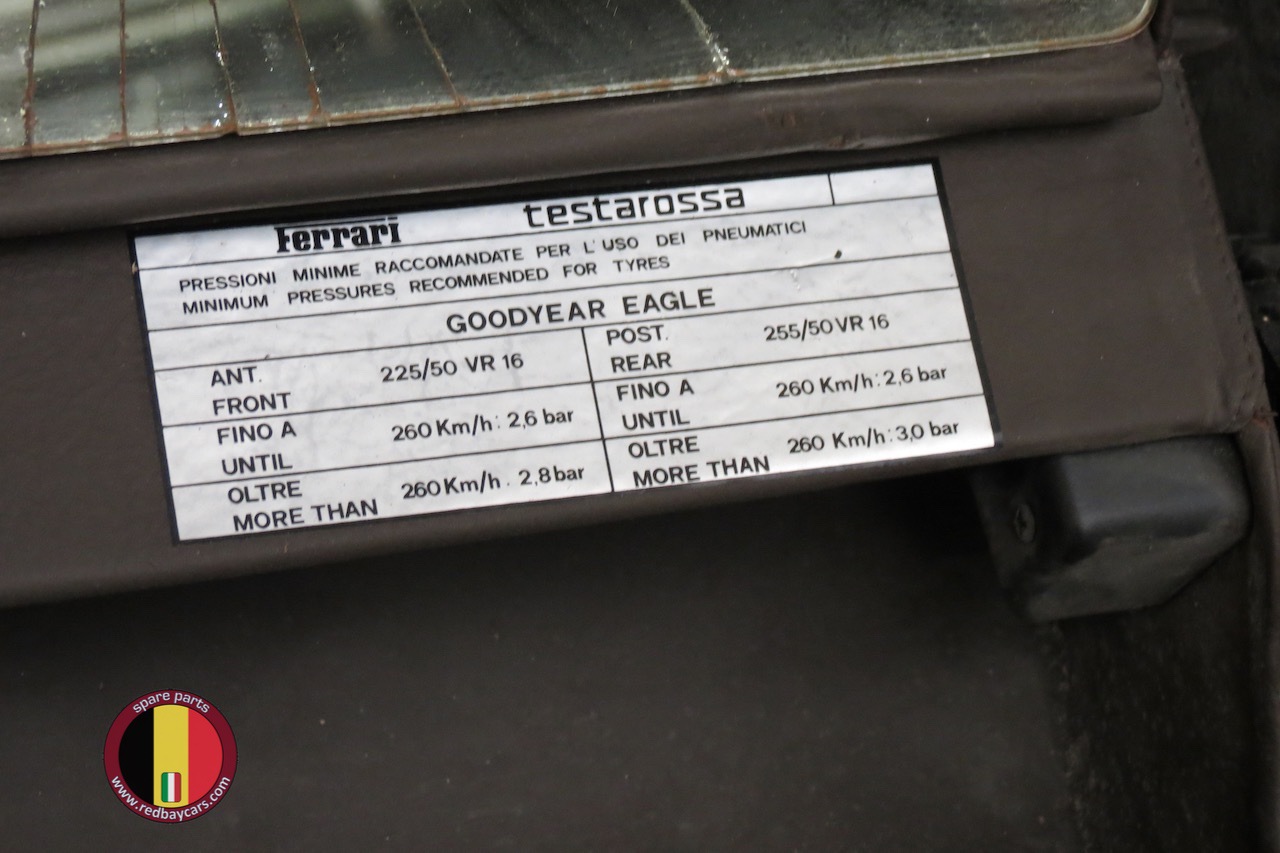 Ferrari testarossa
PRESSIONI MINIME RACCOMANDATE PER L'USO DEI PNEUMATICI
MINIMUM PRESSURES RECOMMENDED FOR TYRES
GOODYEAR EAGLE
ANT. 225/50 VR 16
FRONT
POST. 255/50 VR 16
REAR
FINO A 260 Km/h: 2,6 bar
UNTIL
FINO A 260 Km/h: 2,6 bar
UNTIL
OLTRE 260 Km/h. 2,8 bar
MORE THAN
OLTRE 260 Km/h: 3,0 bar
MORE THAN
spare parts
www.redbaycars.com